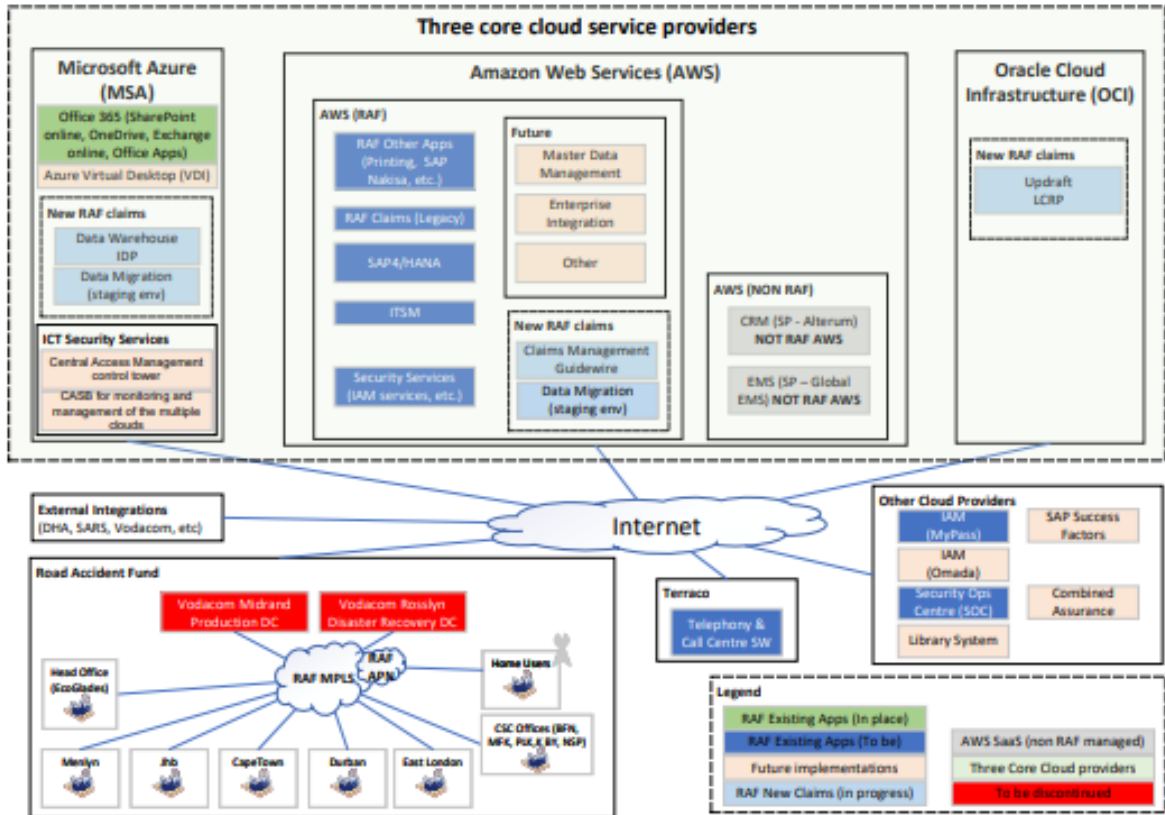 Three core cloud service providers
Microsoft Azure
(MSA)
Office 365 (SharePoint
online, OneDrive, Exchange
online, Office Apps)
Azure Virtual Desktop (VDI)
New RAF claims
Data Warehouse
IDP
Data Migration
(staging env)
ICT Security Services
Central Access Management
control tower
CASB for monitoring and
management of the multiple
clouds
Amazon Web Services (AWS)
AWS (RAF)
RAF Other Apps
(Printing, SAP
Nakisa, etc.)
RAF Claims (Legacy)
SAP4/HANA
ITSM
Security Services
(IAM services, etc.)
Future
Master Data
Management
Enterprise
Integration
Other
New RAF claims
Claims Management
Guidewire
Data Migration
(staging env)
AWS (NON RAF)
CRM (SP - Alterum)
NOT RAF AWS
EMS (SP – Global
EMS) NOT RAF AWS
Oracle Cloud
Infrastructure (OCI)
New RAF claims
Updraft
LCRP
External Integrations
(DHA, SARS, Vodacom, etc)
Internet
Other Cloud Providers
IAM
(MyPass)
SAP Success
Factors
IAM
(Omada)
Security Ops
Centre (SOC)
Combined
Assurance
Library System
Road Accident Fund
Vodacom Midrand
Production DC
Vodacom Rosslyn
Disaster Recovery DC
RAF MPLS
RAF
APN
Head Office
(EcoGlades)
Home Users
CSC Offices (BFN,
MFK, PLK, BY, NSP)
Menlyn
Jhb
CapeTown
Durban
East London
Terraco
Telephony &
Call Centre SW
Legend
RAF Existing Apps (In place)
RAF Existing Apps (To be)
Future implementations
RAF New Claims (in progress)
AWS SaaS (non RAF managed)
Three Core Cloud providers
To be discontinued